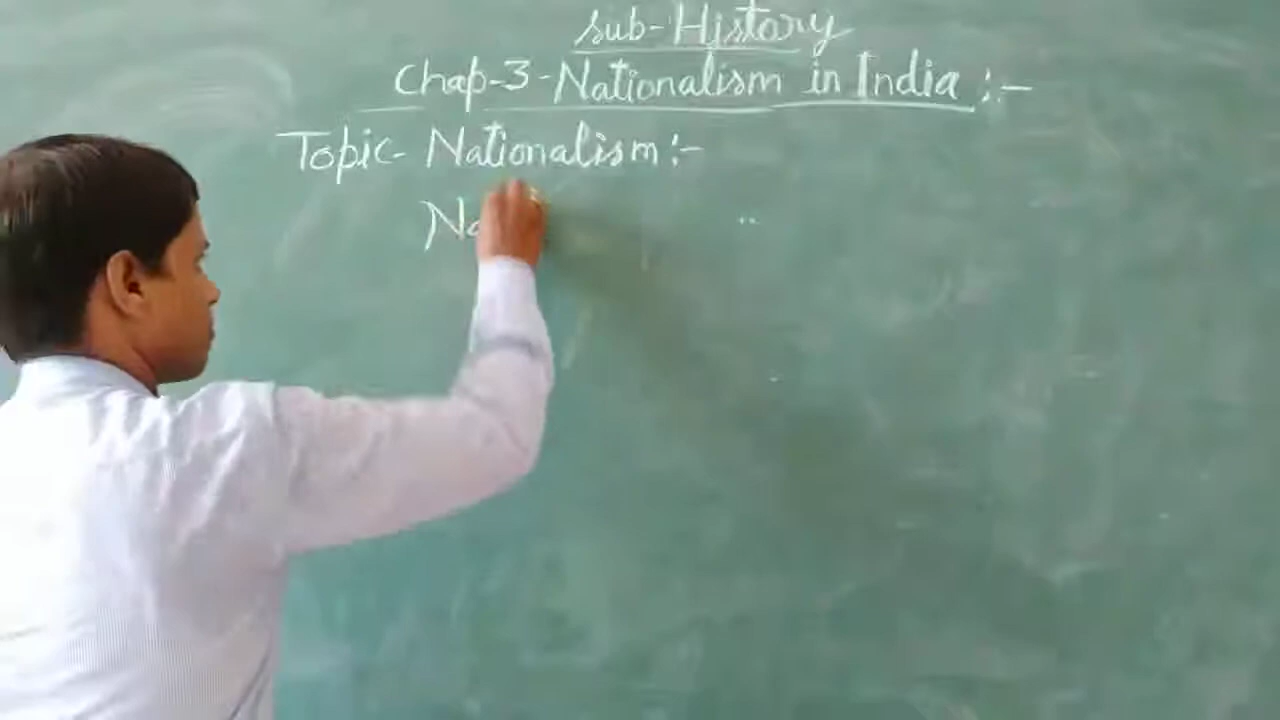 Sub-History
Chap-3-Nationalism in India :-
Topic- Nationalism :-
Na